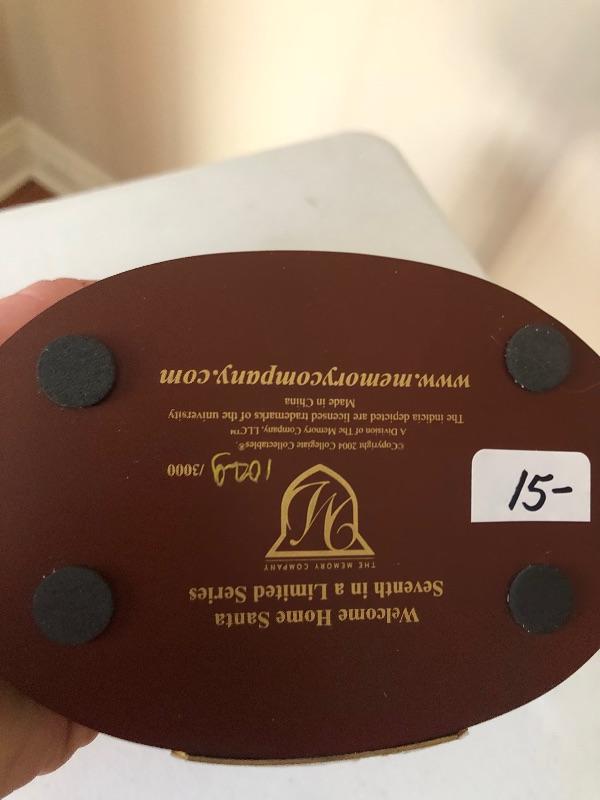 Welcome Home Santa
Seventh in a Limited Series
THE MEMORY COMPANY
M
/3000
©Copyright 2004 Collegiate Collectables®
A Division of The Memory Company, LLC™
The indicia depicted are licensed trademarks of the university
Made in China
www.memorycompany.com
15-